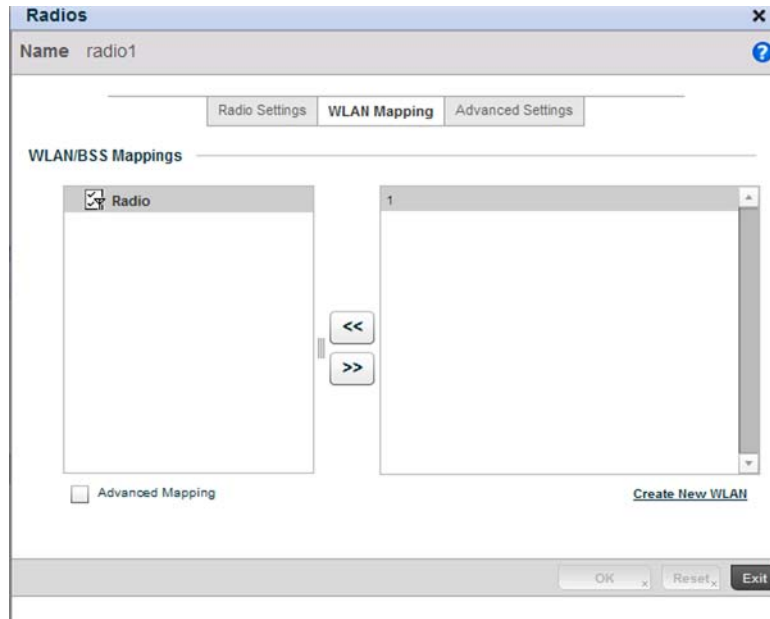 Radios
Name radio1
Radio Settings WLAN Mapping Advanced Settings
WLAN/BSS Mappings
Radio 1
<<
>>
Advanced Mapping Create New WLAN
OK Reset Exit